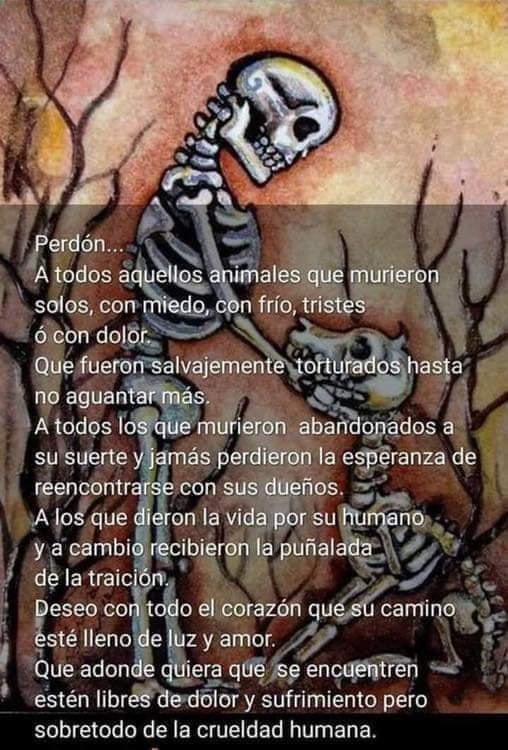 Perdón...
A todos aquellos animales que murieron
solos, con miedo, con frío, tristes
ó con dolor.
Que fueron salvajemente torturados hasta
no aguantar más.
A todos los que murieron abandonados a
su suerte y jamás perdieron la esperanza de
reencontrarse con sus dueños.
A los que dieron la vida por su humano
y a cambio recibieron la puñalada
de la traición.
Deseo con todo el corazón que su camino
esté lleno de luz y amor.
Que adonde quiera que se encuentren
estén libres de dolor y sufrimiento pero
sobretodo de la crueldad humana.